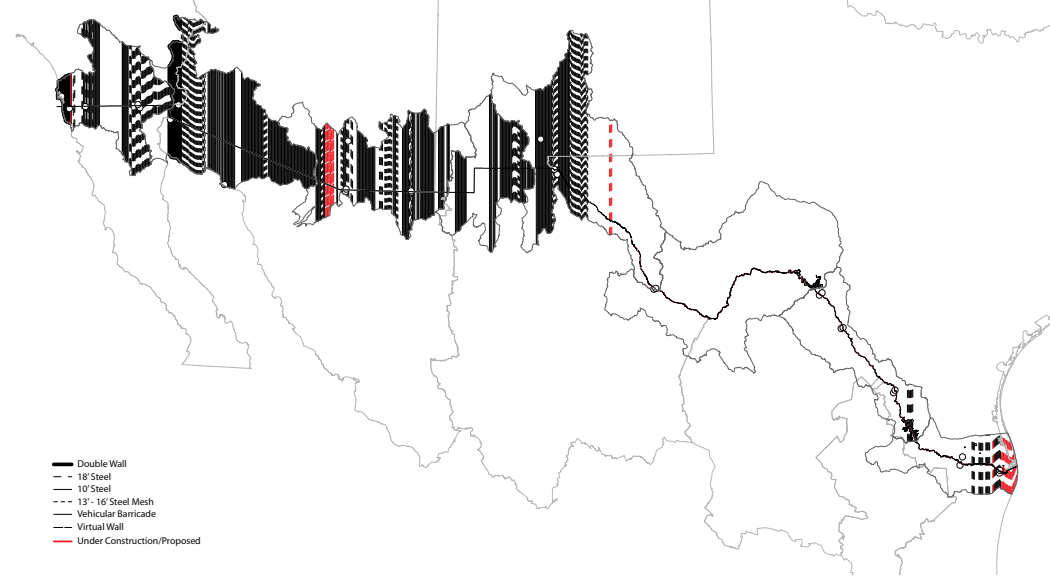 Double Wall
18' Steel
10' Steel
13' - 16' Steel Mesh
Vehicular Barricade
Virtual Wall
Under Construction/Proposed